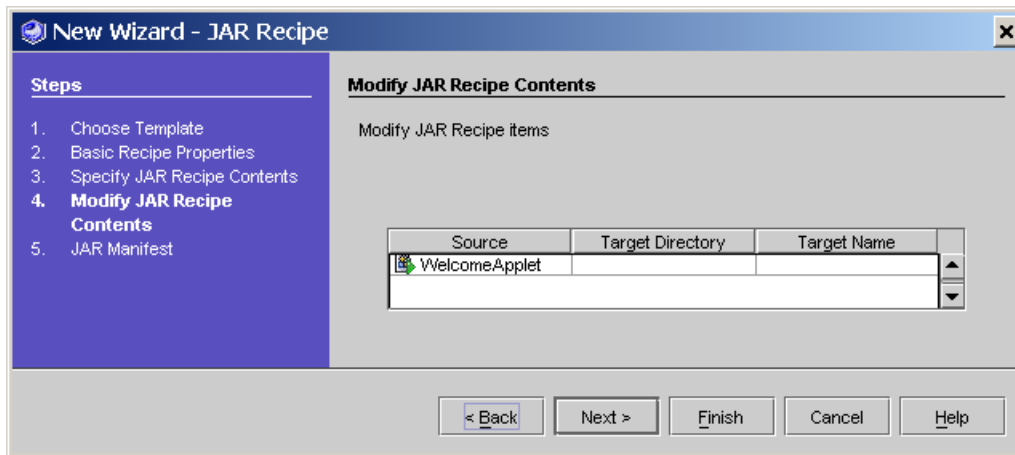 New Wizard - JAR Recipe
Steps
1. Choose Template
2. Basic Recipe Properties
3. Specify JAR Recipe Contents
4. Modify JAR Recipe
Contents
5. JAR Manifest
Modify JAR Recipe Contents
Modify JAR Recipe items
Source Target Directory Target Name
WelcomeApplet
< Back Next > Finish Cancel Help